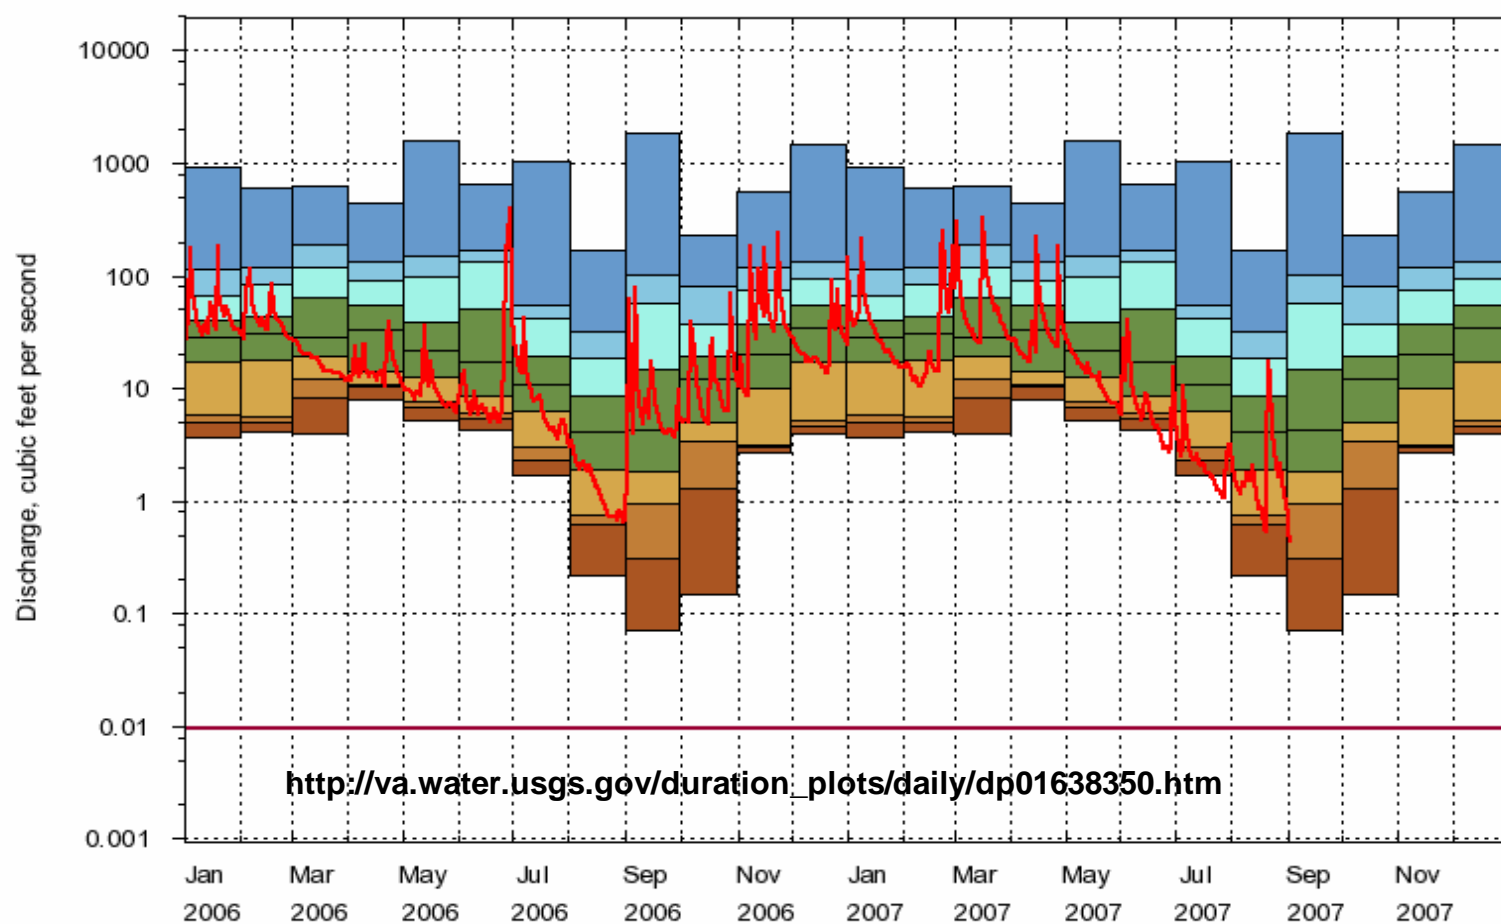 Discharge, cubic feet per second
10000
1000
100
10
1
0.1
0.01
0.001
http://va.water.usgs.gov/duration_plots/daily/dp01638350.htm
Jan Mar May Jul Sep Nov Jan Mar May Jul Sep Nov
2006 2006 2006 2006 2006 2006 2007 2007 2007 2007 2007 2007